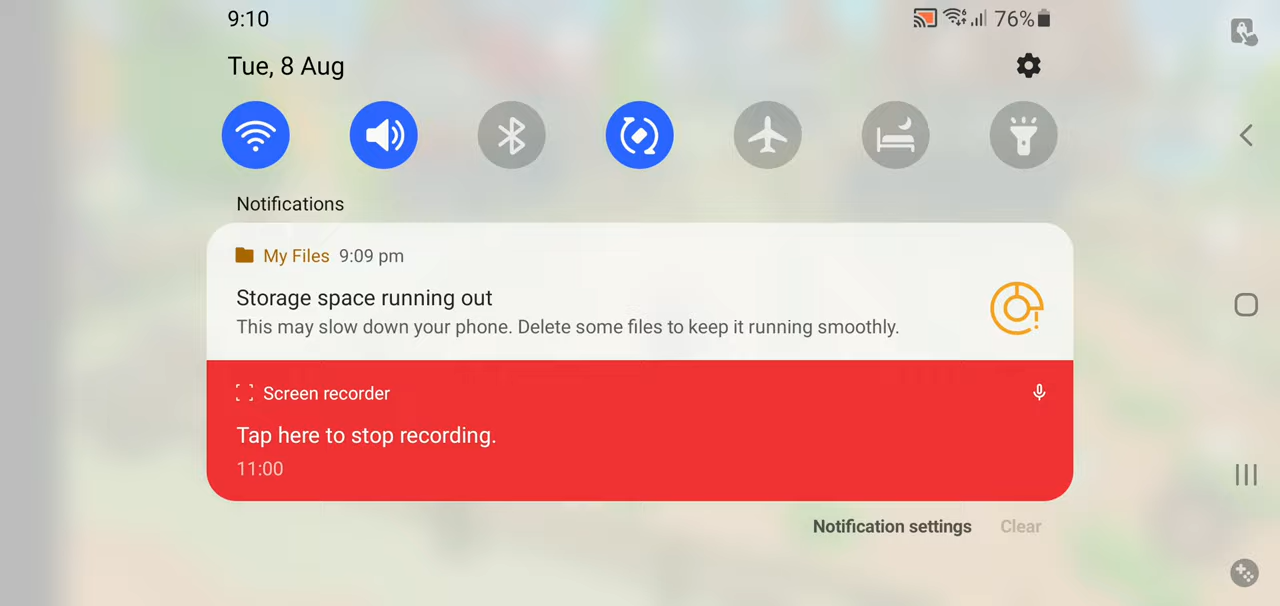 9:10
76%
Tue, 8 Aug
Notifications
My Files 9:09 pm
Storage space running out
This may slow down your phone. Delete some files to keep it running smoothly.
Screen recorder
Tap here to stop recording.
11:00
Notification settings Clear